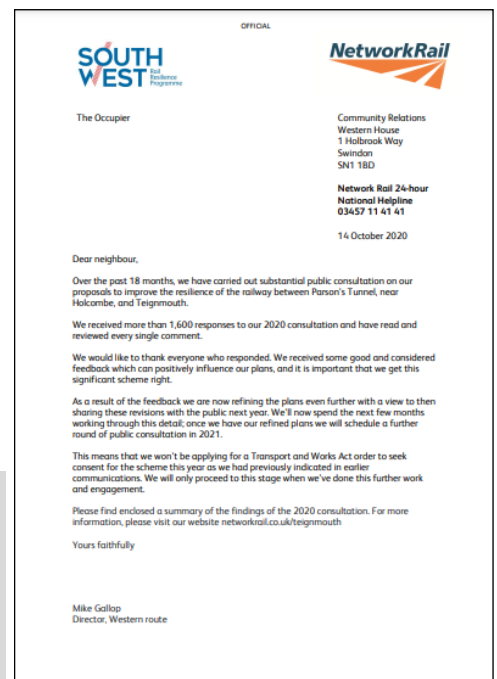 OFFICIAL
SOUTH
WEST Rail
Resilience
Programme
NetworkRail
The Occupier
Community Relations
Western House
1 Holbrook Way
Swindon
SN1 1BD
Network Rail 24-hour
National Helpline
03457 11 41 41
14 October 2020
Dear neighbour,
Over the past 18 months, we have carried out substantial public consultation on our
proposals to improve the resilience of the railway between Parson's Tunnel, near
Holcombe, and Teignmouth.
We received more than 1,600 responses to our 2020 consultation and have read and
reviewed every single comment.
We would like to thank everyone who responded. We received some good and considered
feedback which can positively influence our plans, and it is important that we get this
significant scheme right.
As a result of the feedback we are now refining the plans even further with a view to then
sharing these revisions with the public next year. We'll now spend the next few months
working through this detail; once we have our refined plans we will schedule a further
round of public consultation in 2021.
This means that we won't be applying for a Transport and Works Act order to seek
consent for the scheme this year as we had previously indicated in earlier
communications. We will only proceed to this stage when we've done this further work
and engagement.
Please find enclosed a summary of the findings of the 2020 consultation. For more
information, please visit our website networkrail.co.uk/teignmouth
Yours faithfully
Mike Gallop
Director, Western route